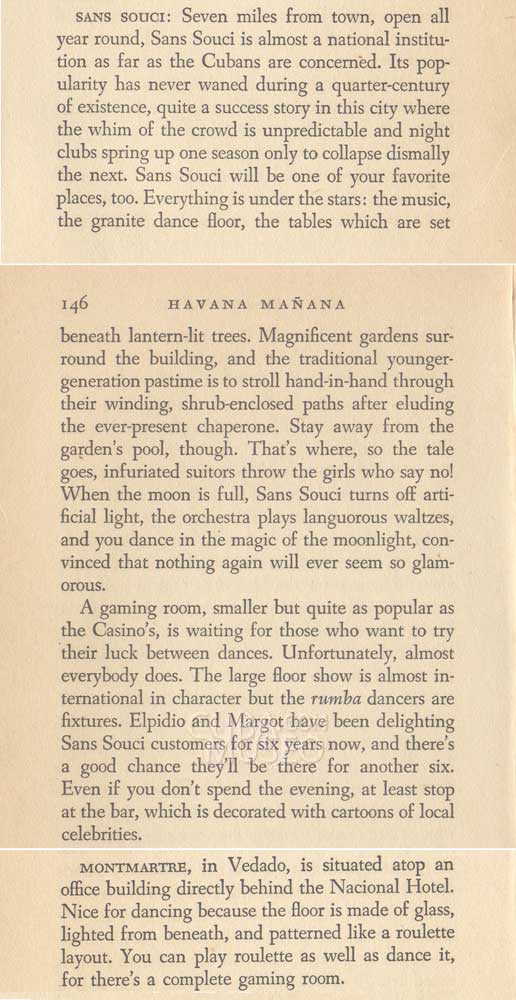 SANS SOUCI: Seven miles from town, open all
year round, Sans Souci is almost a national institu-
tion as far as the Cubans are concerned. Its pop-
ularity has never waned during a quarter-century
of existence, quite a success story in this city where
the whim of the crowd is unpredictable and night
clubs spring up one season only to collapse dismally
the next. Sans Souci will be one of your favorite
places, too. Everything is under the stars: the music,
the granite dance floor, the tables which are set
146 HAVANA MAÑANA
beneath lantern-lit trees. Magnificent gardens sur-
round the building, and the traditional younger-
generation pastime is to stroll hand-in-hand through
their winding, shrub-enclosed paths after eluding
the ever-present chaperone. Stay away from the
garden's pool, though. That's where, so the tale
goes, infuriated suitors throw the girls who say no!
When the moon is full, Sans Souci turns off arti-
ficial light, the orchestra plays languorous waltzes,
and you dance in the magic of the moonlight, con-
vinced that nothing again will ever seem so glam-
orous.
A gaming room, smaller but quite as popular as
the Casino's, is waiting for those who want to try
their luck between dances. Unfortunately, almost
everybody does. The large floor show is almost in-
ternational in character but the rumba dancers are
fixtures. Elpidio and Margot have been delighting
Sans Souci customers for six years now, and there's
a good chance they'll be there for another six.
Even if you don't spend the evening, at least stop
at the bar, which is decorated with cartoons of local
celebrities.
MONTMARTRE, in Vedado, is situated atop an
office building directly behind the Nacional Hotel.
Nice for dancing because the floor is made of glass,
lighted from beneath, and patterned like a roulette
layout. You can play roulette as well as dance it,
for there's a complete gaming room.